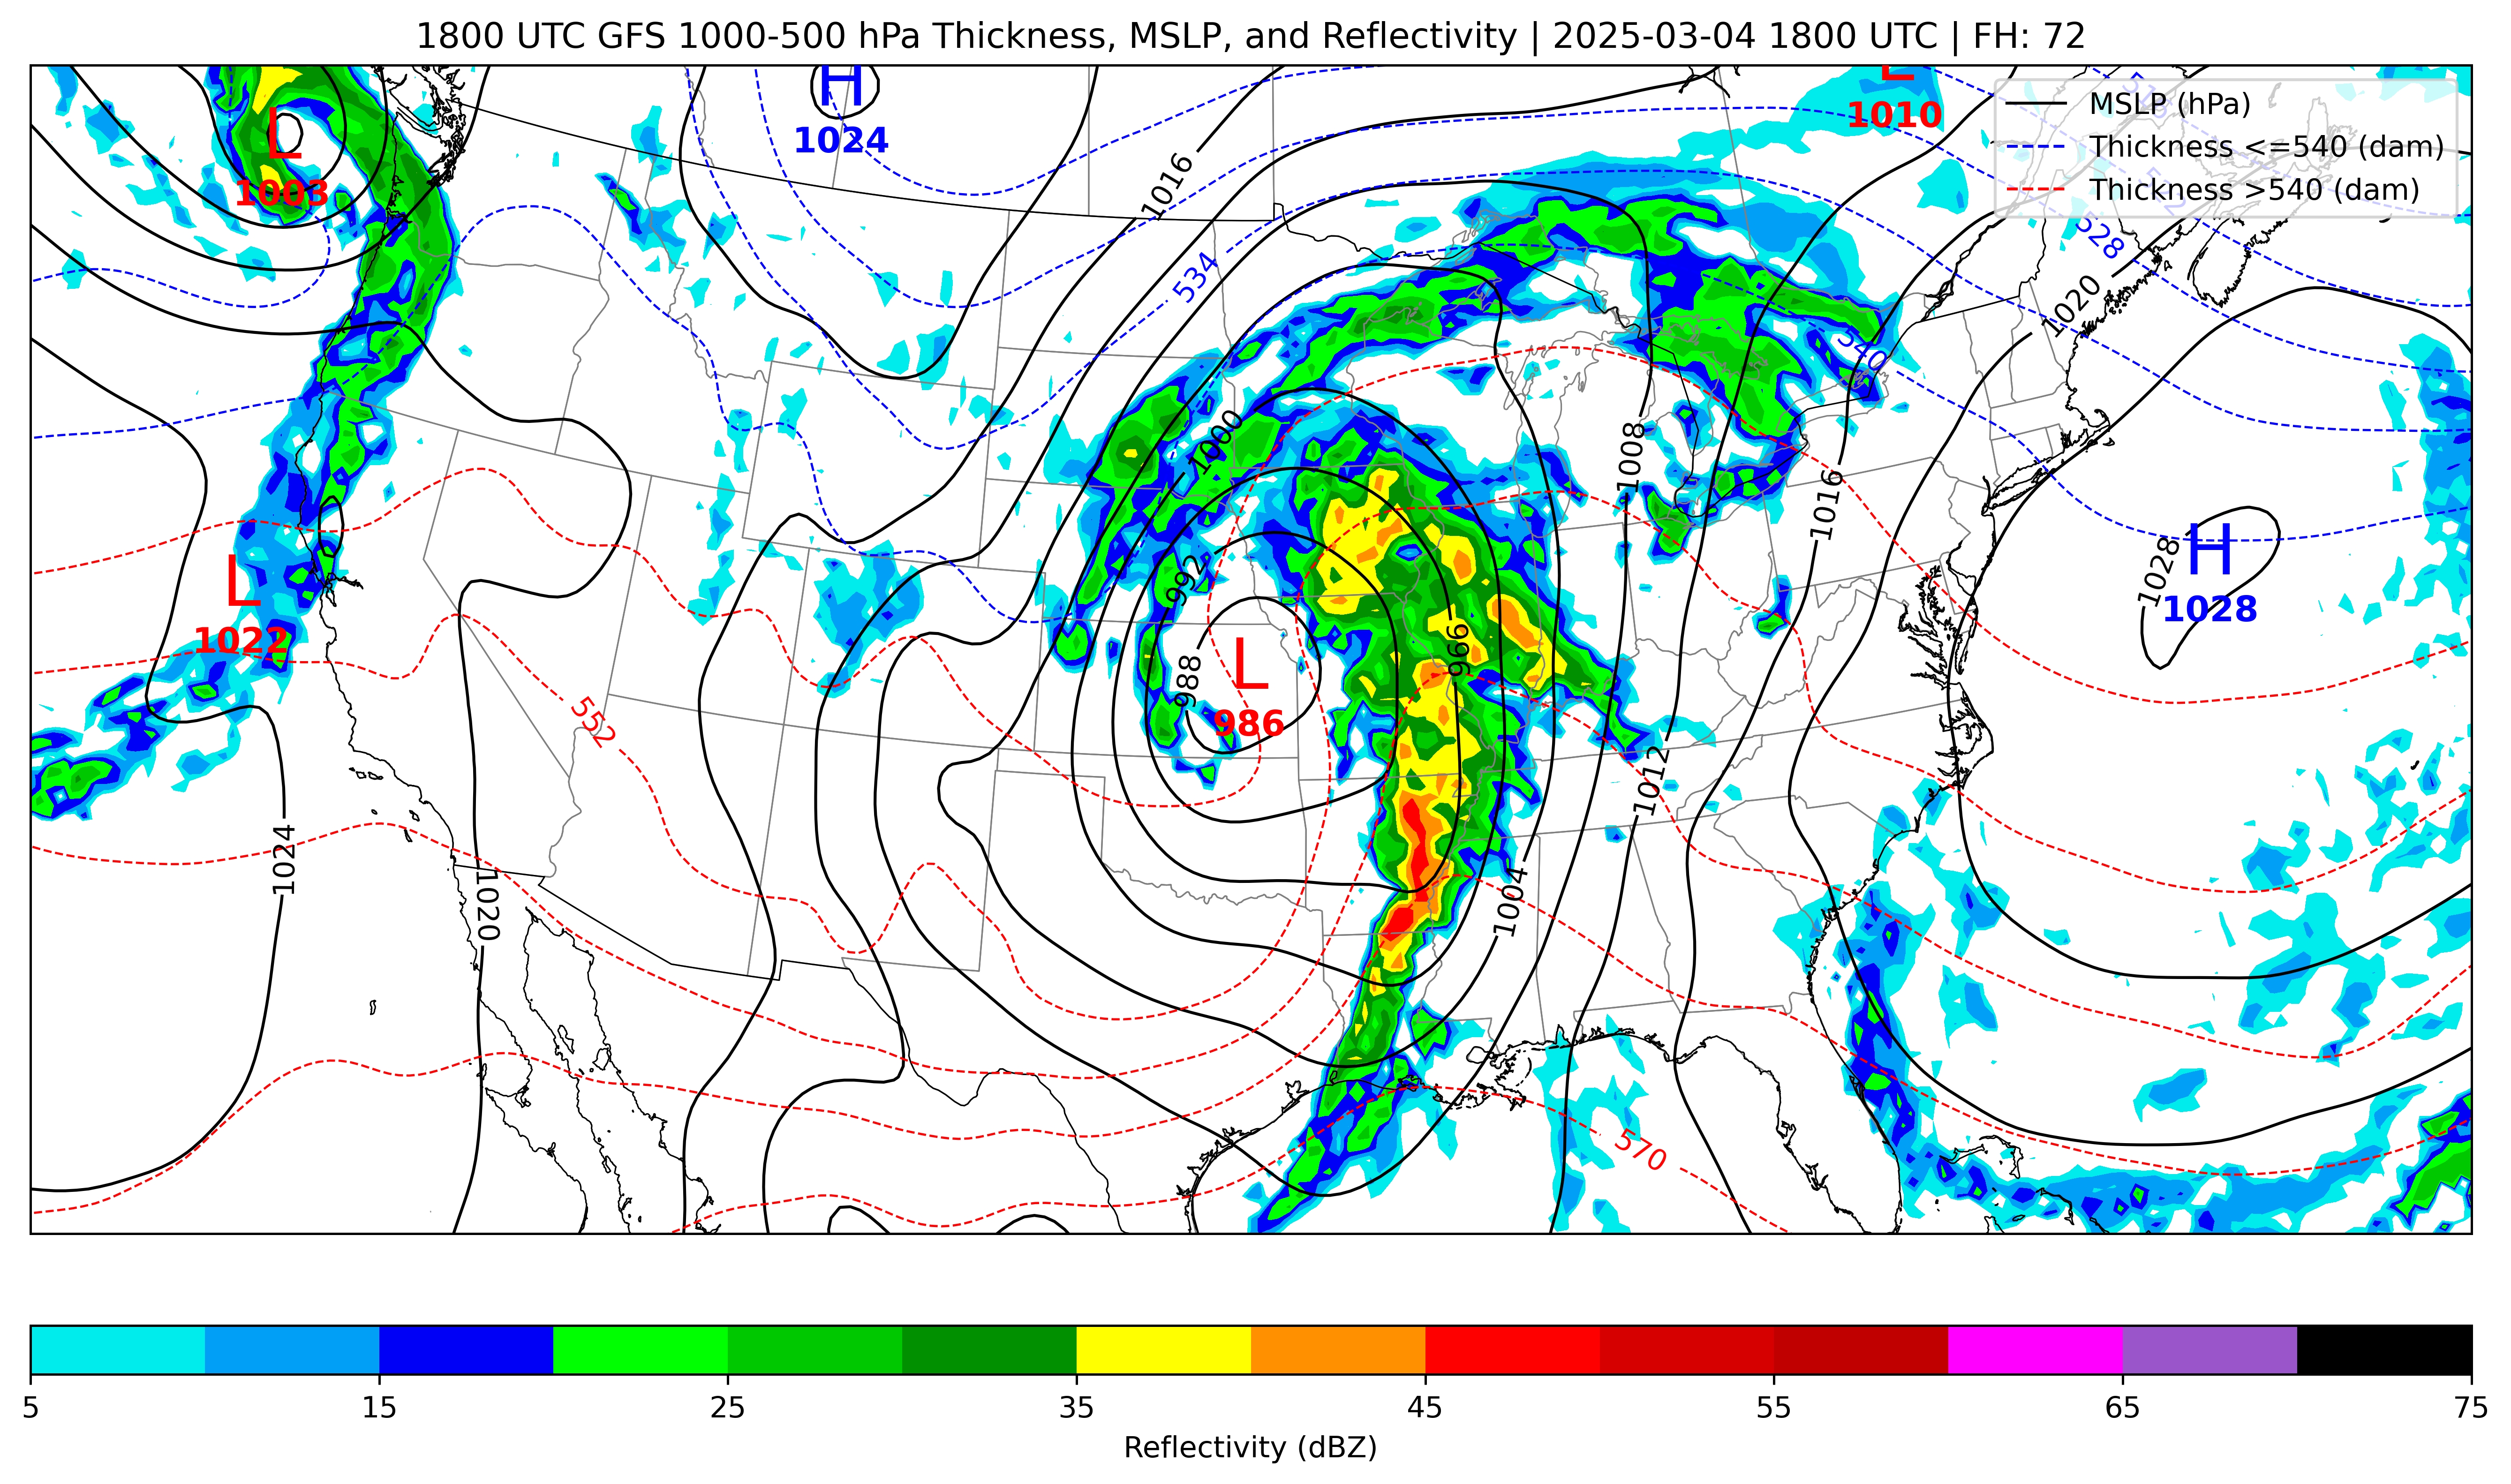 1800 UTC GFS 1000-500 hPa Thickness, MSLP, and Reflectivity | 2025-03-04 1800 UTC | FH: 72
MSLP (hPa)
Thickness <=540 (dam)
Thickness >540 (dam)
H
1024
L
1010
L
1003
1016
534
528
1020
540
1000
1008
1016
992
1028
H
1028
L
1022
996
988
L
986
552
1012
1024
1020
1004
570
5 15 25 35 45 55 65 75
Reflectivity (dBZ)